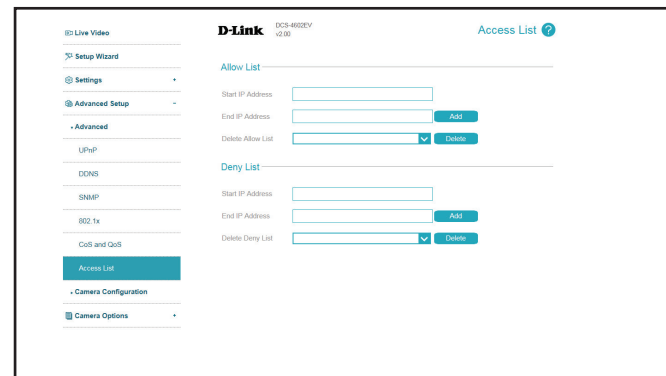 Live Video
Setup Wizard
Settings +
Advanced Setup -
• Advanced
UPnP
DDNS
SNMP
802.1x
CoS and QoS
Access List
• Camera Configuration
Camera Options +
D-Link DCS-4602EV
v2.00
Access List ?
Allow List
Start IP Address
End IP Address Add
Delete Allow List Delete
Deny List
Start IP Address
End IP Address Add
Delete Deny List Delete